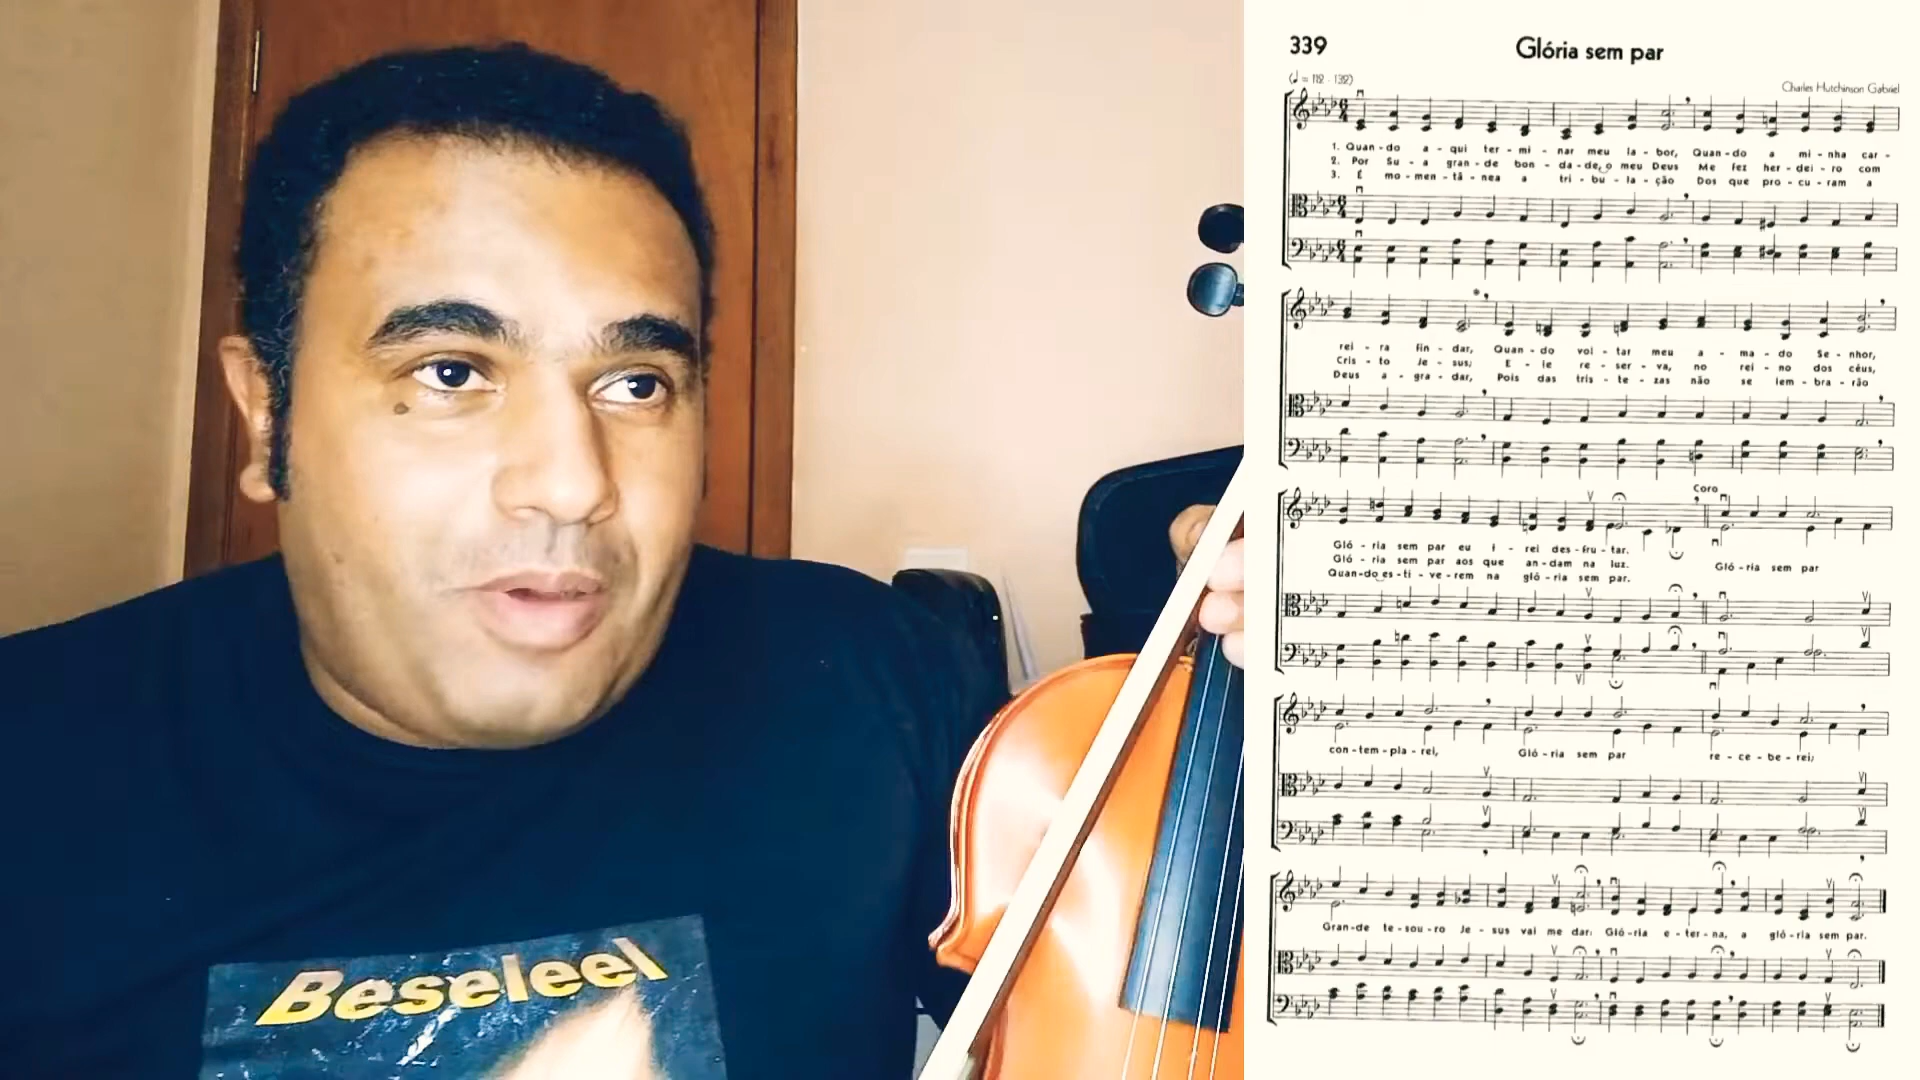 339
Glória sem par
(♩ = 112 - 132)
Charles Hutchinson Gabriel
1. Quan - do a - qui ter - mi - nar meu la - bor, Quan - do a mi - nha car -
2. Por Su - a gran - de bon - da - de, o meu Deus Me fez her - dei - ro com
3. É mo - men - tâ - nea a tri - bu - la - ção Dos que pro - cu - ram a
rei - ra fin - dar, Quan - do vol - tar meu a - ma - do Se - nhor,
Cris - to Je - sus; E - le re - ser - va, no rei - no dos céus,
Deus a - gra - dar, Pois das tris - te - zas não se lem - bra - rão
Coro
Gló - ria sem par eu i - rei des - fru - tar.
Gló - ria sem par aos que an - dam na luz.
Quan - do es - ti - ve - rem na gló - ria sem par.
Gló - ria sem par
con - tem - pla - rei, Gló - ria sem par re - ce - be - rei;
Gran - de te - sou - ro Je - sus vai me dar: Gló - ria e - ter - na, a gló - ria sem par.
Beseleel